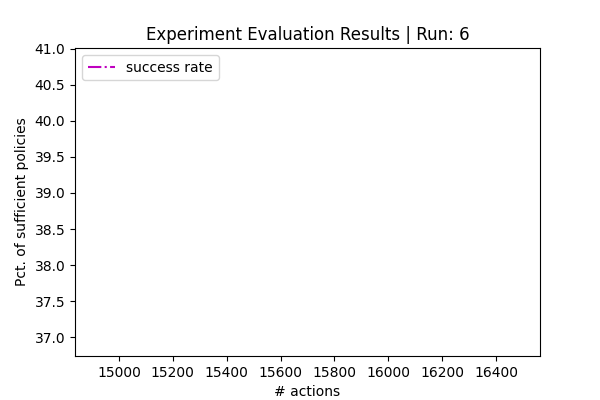 Experiment Evaluation Results | Run: 6
success rate
Pct. of sufficient policies
41.0
40.5
40.0
39.5
39.0
38.5
38.0
37.5
37.0
15000 15200 15400 15600 15800 16000 16200 16400
# actions